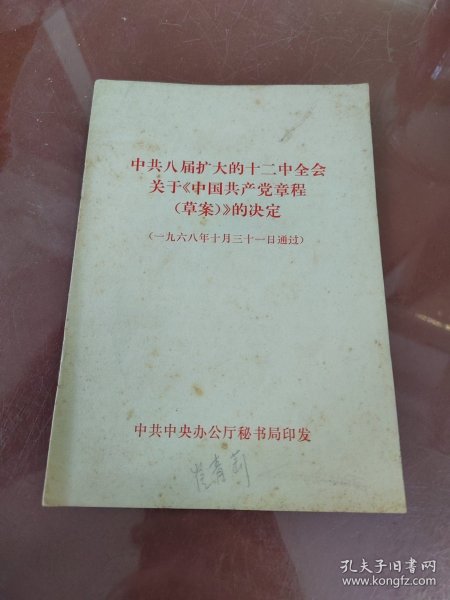 中共八届扩大的十二中全会
关于《中国共产党章程
（草案）》的决定
（一九六八年十月三十一日通过）
中共中央办公厅秘书局印发
孔夫子旧书网
www.kongfz.com